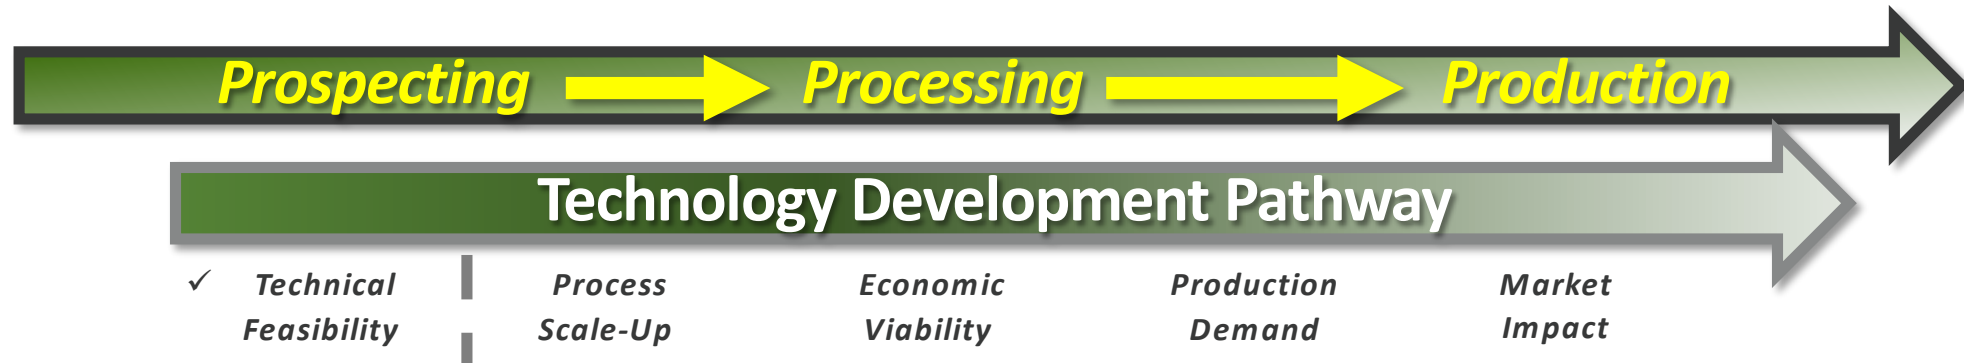 Prospecting Processing Production
Technology Development Pathway
✓ Technical Feasibility
Process Scale-Up
Economic Viability
Production Demand
Market Impact